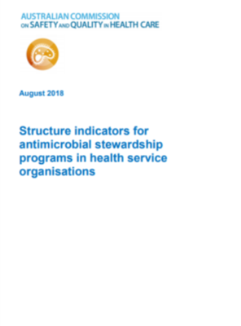 AUSTRALIAN COMMISSION
ON SAFETY AND QUALITY IN HEALTH CARE
August 2018
Structure indicators for
antimicrobial stewardship
programs in health service
organisations